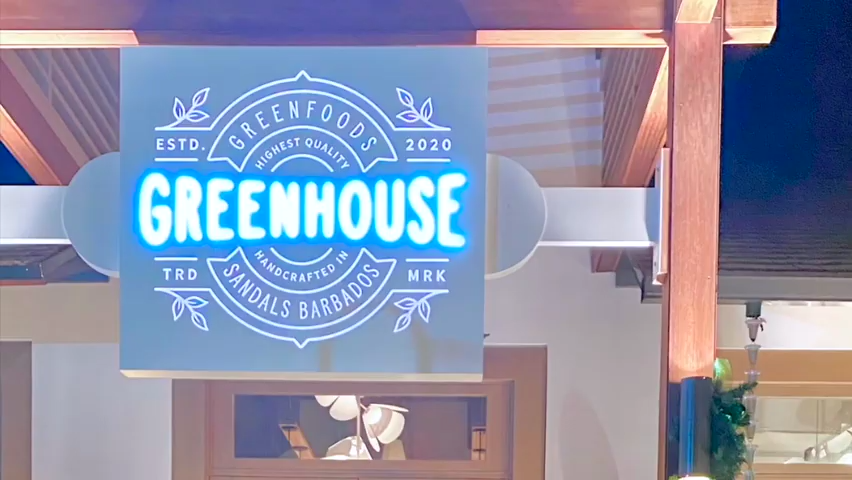 GREENFOODS
HIGHEST QUALITY
ESTD. 2020
GREENHOUSE
TRD MRK
HANDCRAFTED IN
SANDALS BARBADOS